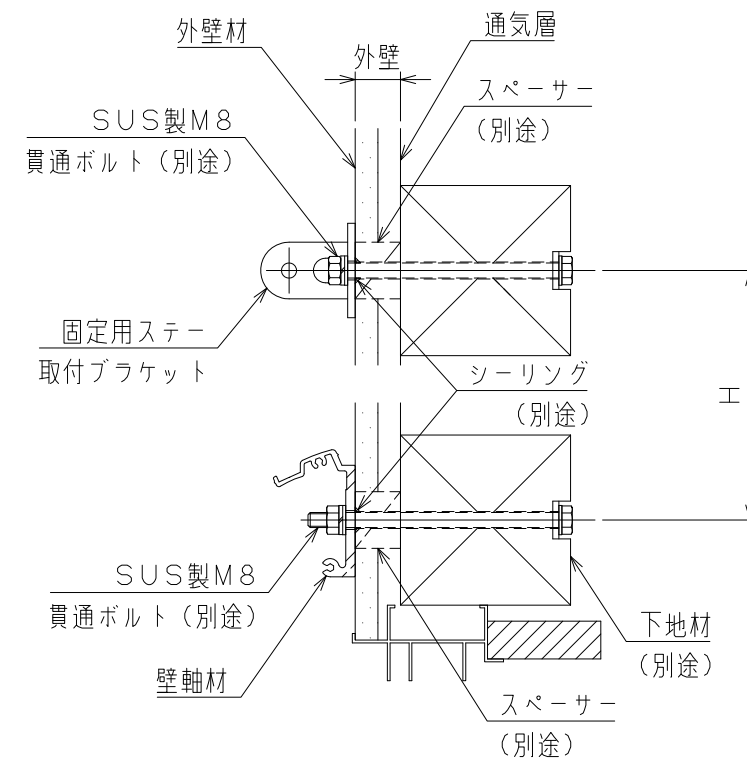 外壁材
通気層
外壁
スペーサー
(別途)
SUS製M8
貫通ボルト(別途)
固定用ステー
取付ブラケット
シーリング
(別途)
H
SUS製M8
貫通ボルト(別途)
下地材
(別途)
壁軸材
スペーサー
(別途)